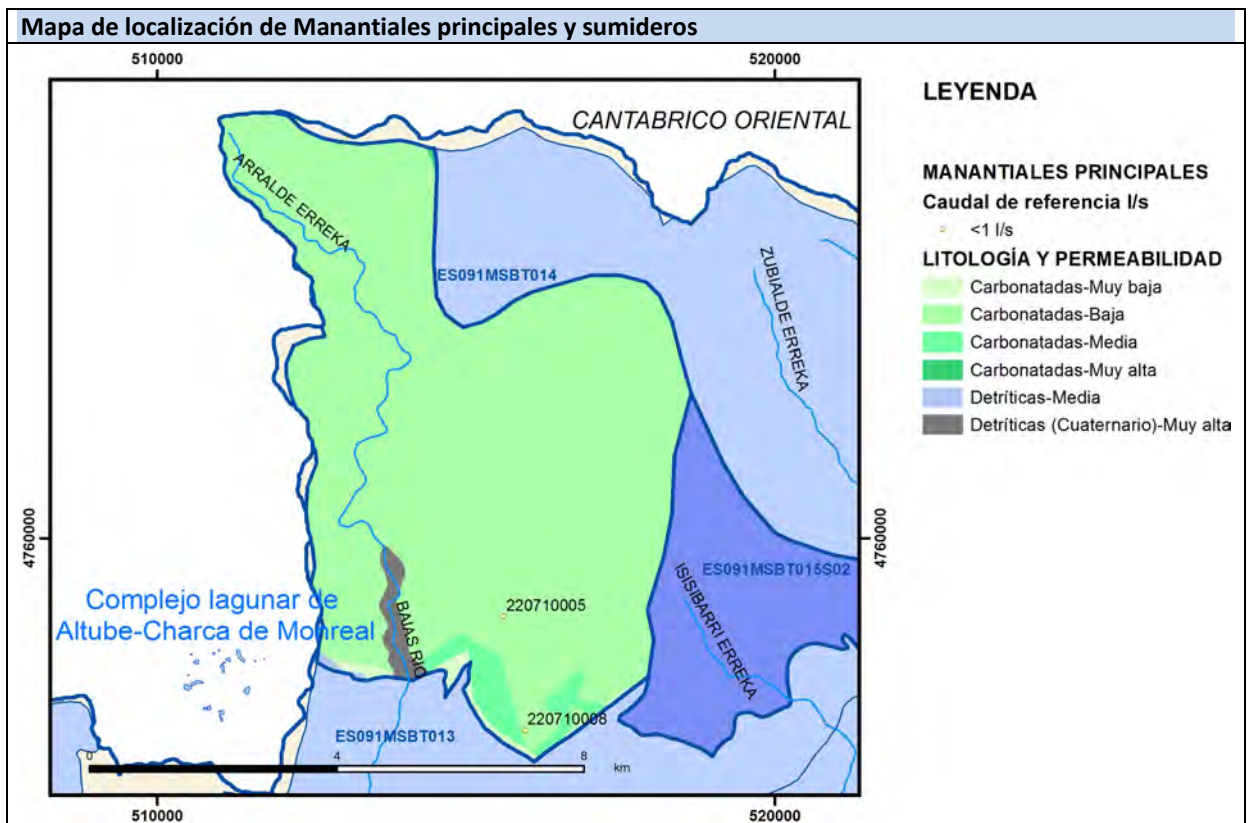 Mapa de localización de Manantiales principales y sumideros
510000
520000
CANTABRICO ORIENTAL
ARRALDE ERREKA
ES091MSBT014
ZUBIALDE ERREKA
4760000
4760000
ES091MSBT015S02
ISISIBARRI ERREKA
220710005
Complejo lagunar de
Altube-Charca de Monreal
BAIAS RIO
220710008
ES091MSBT013
0
4
8
km
510000
520000
LEYENDA
MANANTIALES PRINCIPALES
Caudal de referencia l/s
<1 l/s
LITOLOGÍA Y PERMEABILIDAD
Carbonatadas-Muy baja
Carbonatadas-Baja
Carbonatadas-Media
Carbonatadas-Muy alta
Detríticas-Media
Detríticas (Cuaternario)-Muy alta